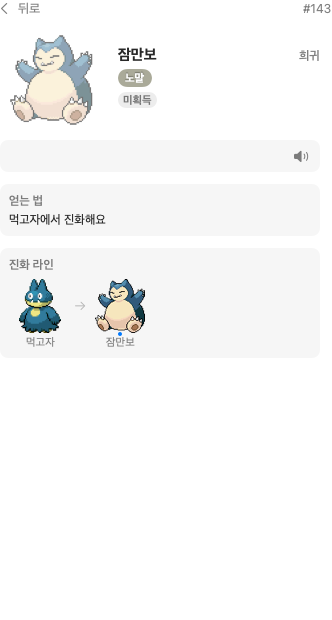 뒤로
#143
잠만보
희귀
노말
미획득
얻는 법
먹고자에서 진화해요
진화 라인
먹고자
잠만보